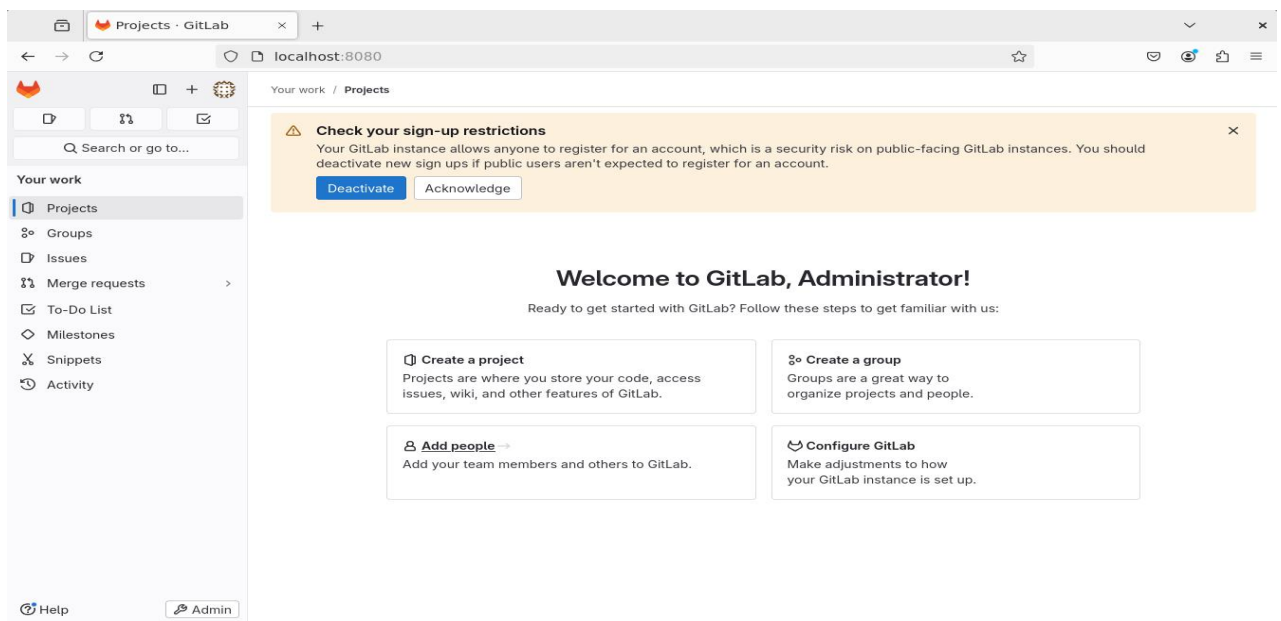 Projects · GitLab
localhost:8080
Your work / Projects
Search or go to...
Your work
Projects
Groups
Issues
Merge requests
To-Do List
Milestones
Snippets
Activity
Help
Admin
Check your sign-up restrictions
Your GitLab instance allows anyone to register for an account, which is a security risk on public-facing GitLab instances. You should
deactivate new sign ups if public users aren't expected to register for an account.
Deactivate Acknowledge
Welcome to GitLab, Administrator!
Ready to get started with GitLab? Follow these steps to get familiar with us:
Create a project
Projects are where you store your code, access
issues, wiki, and other features of GitLab.
Create a group
Groups are a great way to
organize projects and people.
Add people
Add your team members and others to GitLab.
Configure GitLab
Make adjustments to how
your GitLab instance is set up.